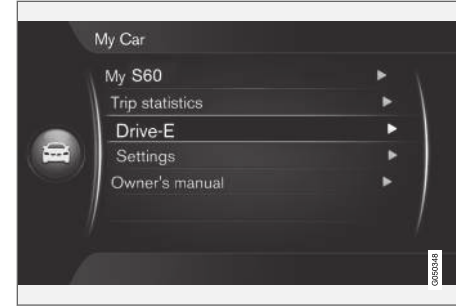 My Car
My S60
Trip statistics
Drive-E
Settings
Owner's manual
G050348